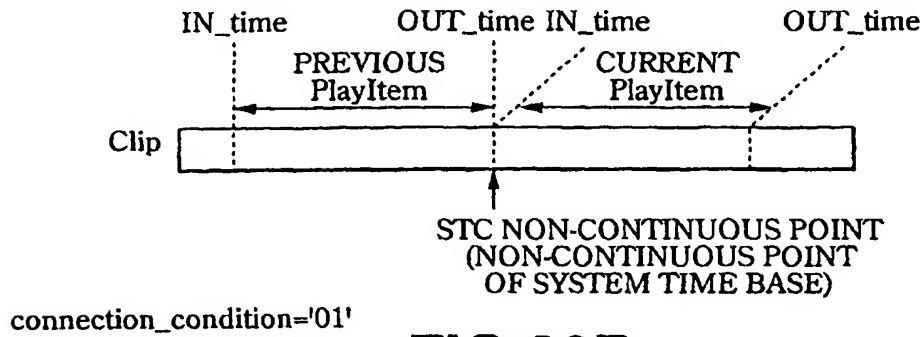 IN_time OUT_time IN_time OUT_time
PREVIOUS CURRENT
PlayItem PlayItem
Clip
STC NON-CONTINUOUS POINT
(NON-CONTINUOUS POINT
OF SYSTEM TIME BASE)
connection_condition='01'